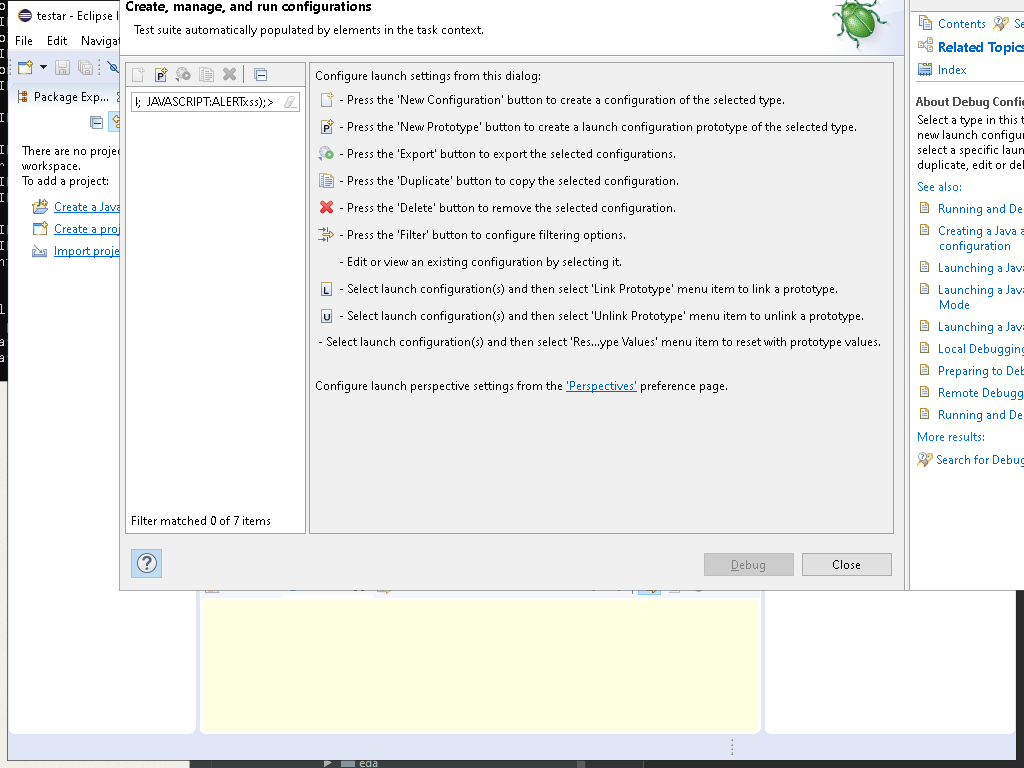 testar - Eclipse I
File Edit Navigat
Package Exp...
There are no projec
workspace.
To add a project:
Create a Java
Create a proj
Import proje
Create, manage, and run configurations
Test suite automatically populated by elements in the task context.
l; JAVASCRIPT:ALERTxss);>
Filter matched 0 of 7 items
Configure launch settings from this dialog:
- Press the 'New Configuration' button to create a configuration of the selected type.
- Press the 'New Prototype' button to create a launch configuration prototype of the selected type.
- Press the 'Export' button to export the selected configurations.
- Press the 'Duplicate' button to copy the selected configuration.
- Press the 'Delete' button to remove the selected configuration.
- Press the 'Filter' button to configure filtering options.
- Edit or view an existing configuration by selecting it.
L - Select launch configuration(s) and then select 'Link Prototype' menu item to link a prototype.
U - Select launch configuration(s) and then select 'Unlink Prototype' menu item to unlink a prototype.
- Select launch configuration(s) and then select 'Res...ype Values' menu item to reset with prototype values.
Configure launch perspective settings from the 'Perspectives' preference page.
Debug
Close
Contents Se
Related Topics
Index
About Debug Config
Select a type in this t
new launch configur
select a specific laun
duplicate, edit or del
See also:
Running and De
Creating a Java a
configuration
Launching a Java
Launching a Java
Mode
Launching a Java
Local Debugging
Preparing to Deb
Remote Debugg
Running and De
More results:
Search for Debug
eda